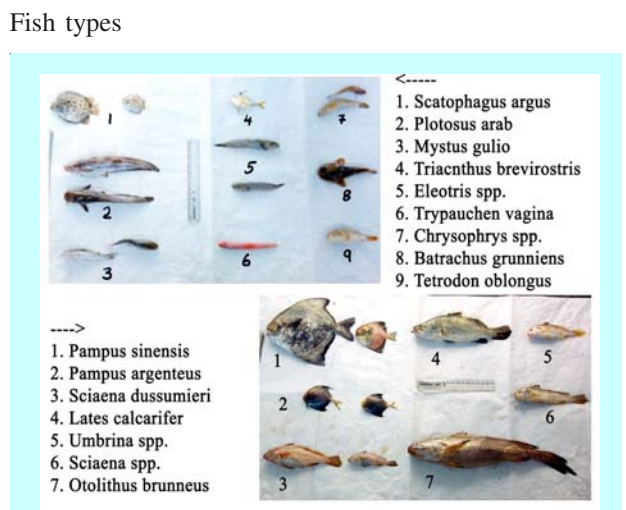 Fish types
<-----
1. Scatophagus argus
2. Plotosus arab
3. Mystus gulio
4. Triacnthus brevirostris
5. Eleotris spp.
6. Trypauchen vagina
7. Chrysophrys spp.
8. Batrachus grunniens
9. Tetrodon oblongus
1
4
7
5
2
8
3
6
9
---->
1. Pampus sinensis
2. Pampus argenteus
3. Sciaena dussumieri
4. Lates calcarifer
5. Umbrina spp.
6. Sciaena spp.
7. Otolithus brunneus
1
4
5
2
6
3
7